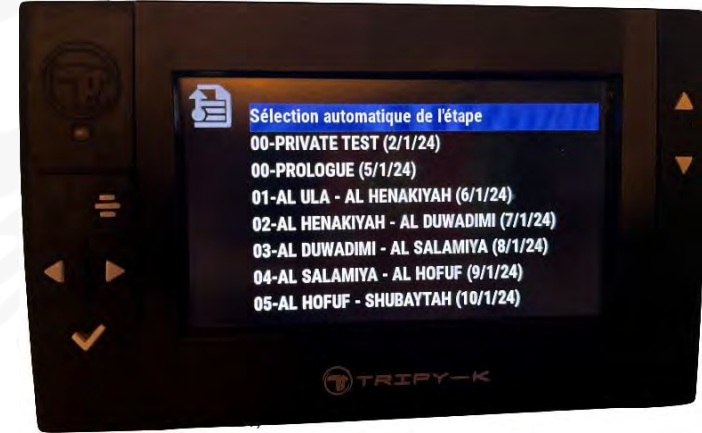 Sélection automatique de l'étape
00-PRIVATE TEST (2/1/24)
00-PROLOGUE (5/1/24)
01-AL ULA - AL HENAKIYAH (6/1/24)
02-AL HENAKIYAH - AL DUWADIMI (7/1/24)
03-AL DUWADIMI - AL SALAMIYA (8/1/24)
04-AL SALAMIYA - AL HOFUF (9/1/24)
05-AL HOFUF - SHUBAYTAH (10/1/24)
TRIPY-K